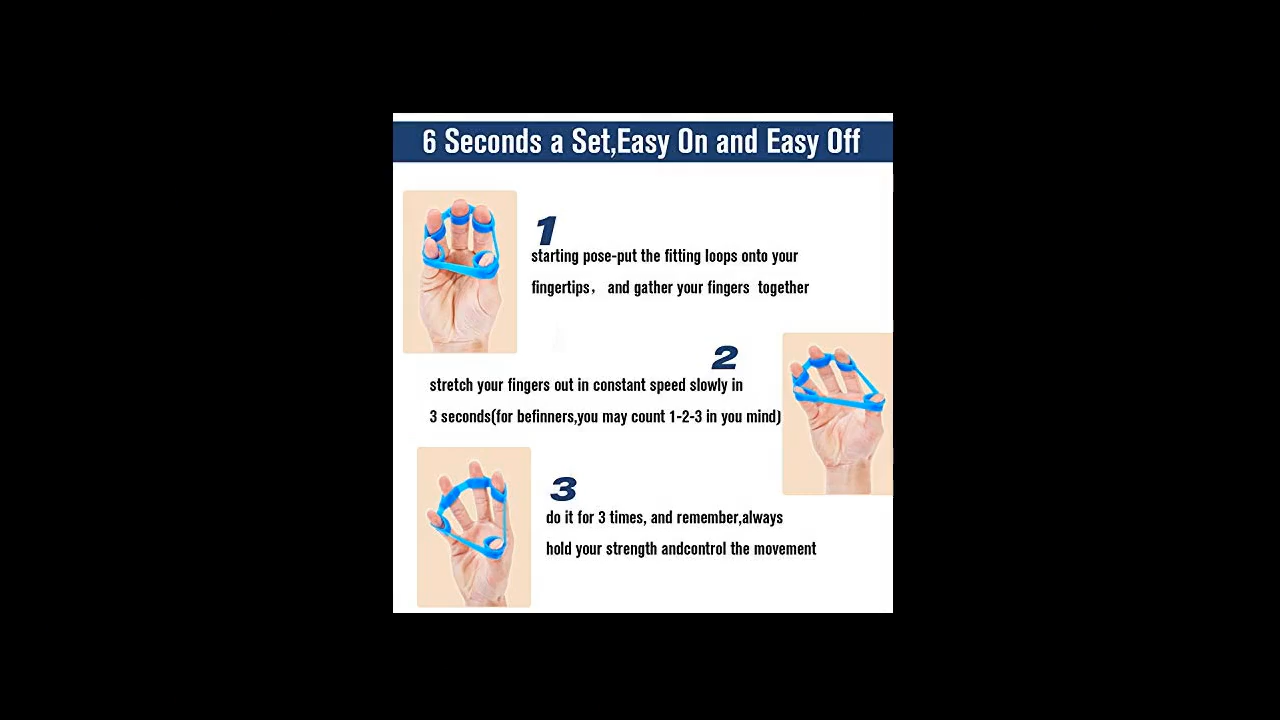 6 Seconds a Set,Easy On and Easy Off
1
starting pose-put the fitting loops onto your
fingertips， and gather your fingers together
2
stretch your fingers out in constant speed slowly in
3 seconds(for befinners,you may count 1-2-3 in you mind)
3
do it for 3 times, and remember,always
hold your strength andcontrol the movement